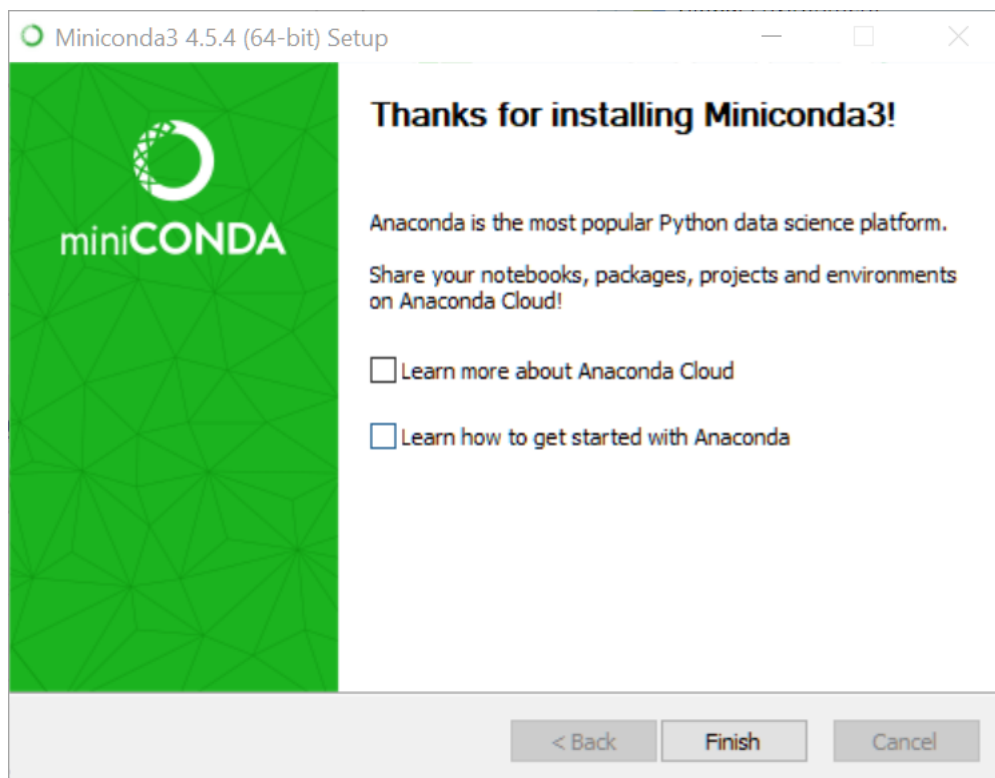 Miniconda3 4.5.4 (64-bit) Setup
miniCONDA
Thanks for installing Miniconda3!
Anaconda is the most popular Python data science platform.
Share your notebooks, packages, projects and environments
on Anaconda Cloud!
Learn more about Anaconda Cloud
Learn how to get started with Anaconda
< Back
Finish
Cancel